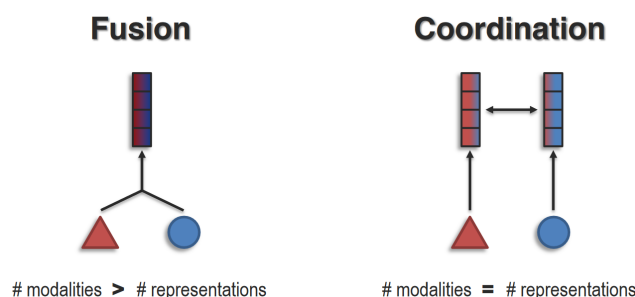 Fusion
Coordination
# modalities > # representations
# modalities = # representations